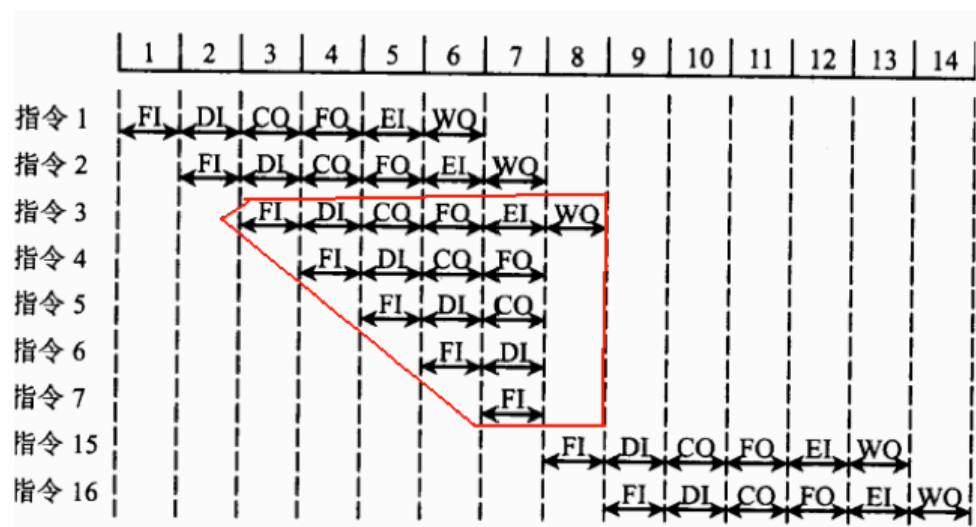 1 2 3 4 5 6 7 8 9 10 11 12 13 14
指令 1 FI DI CO FO EI WO
指令 2 FI DI CO FO EI WO
指令 3 FI DI CO FO EI WO
指令 4 FI DI CO FO
指令 5 FI DI CO
指令 6 FI DI
指令 7 FI
指令 15 FI DI CO FO EI WO
指令 16 FI DI CO FO EI WO